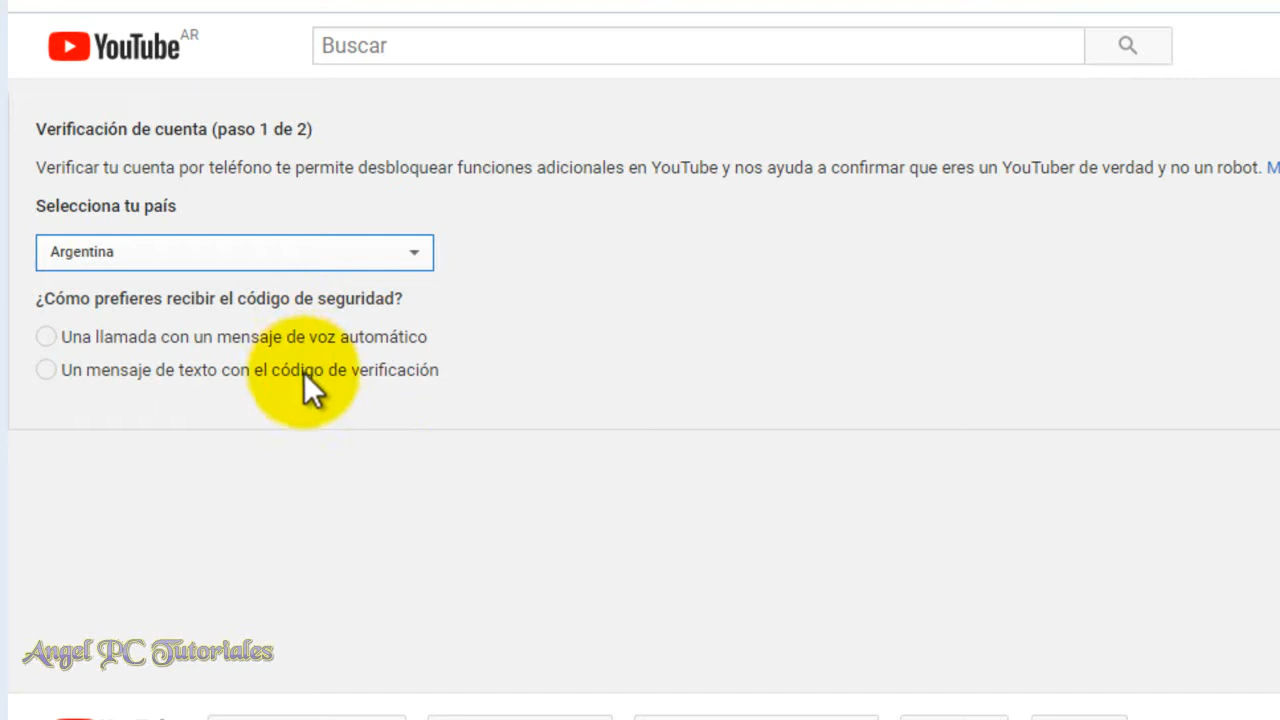 YouTube AR
Buscar
Verificación de cuenta (paso 1 de 2)
Verificar tu cuenta por teléfono te permite desbloquear funciones adicionales en YouTube y nos ayuda a confirmar que eres un YouTuber de verdad y no un robot.
Selecciona tu país
Argentina
¿Cómo prefieres recibir el código de seguridad?
Una llamada con un mensaje de voz automático
Un mensaje de texto con el código de verificación
Angel PC Tutoriales